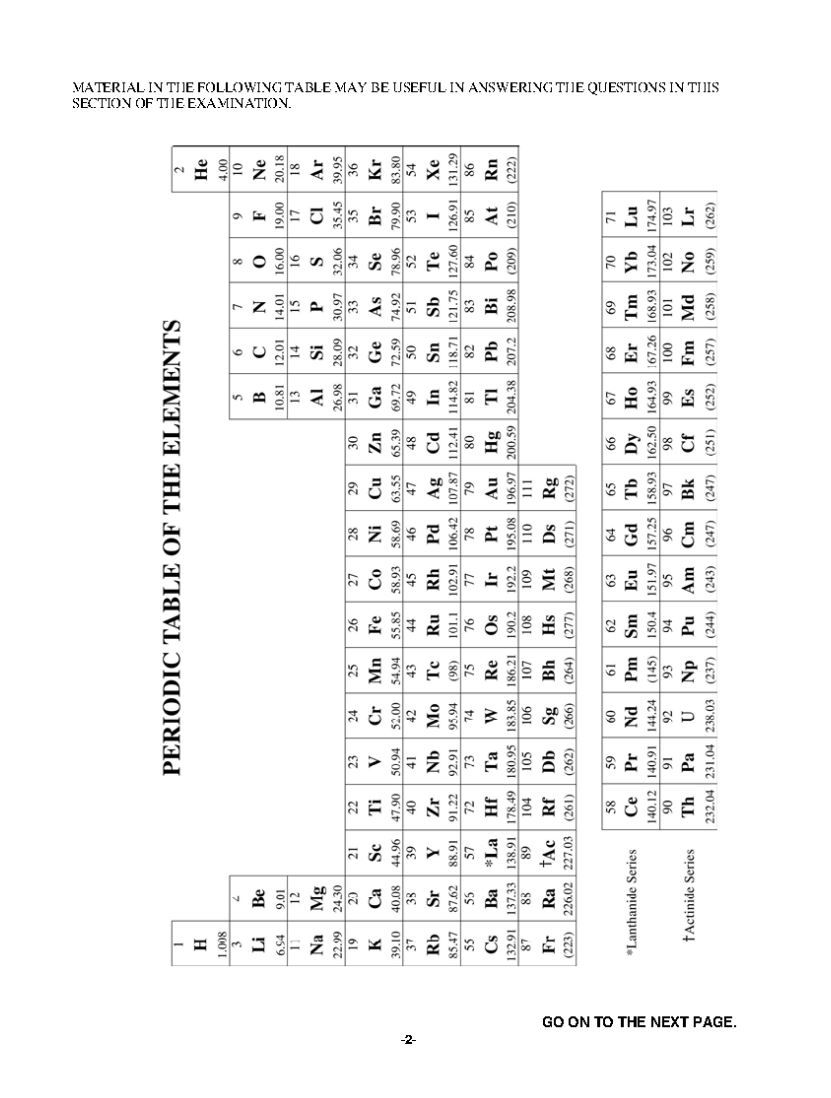 MATERIAL IN THE FOLLOWING TABLE MAY BE USEFUL IN ANSWERING THE QUESTIONS IN THIS
SECTION OF THE EXAMINATION.
PERIODIC TABLE OF THE ELEMENTS
1 2
H He
1.008 4.00
3 4 5 6 7 8 9 10
Li Be B C N O F Ne
6.94 9.01 10.81 12.01 14.01 16.00 19.00 20.18
11 12 13 14 15 16 17 18
Na Mg Al Si P S Cl Ar
22.99 24.30 26.98 28.09 30.97 32.06 35.45 39.95
19 20 21 22 23 24 25 26 27 28 29 30 31 32 33 34 35 36
K Ca Sc Ti V Cr Mn Fe Co Ni Cu Zn Ga Ge As Se Br Kr
39.10 40.08 44.96 47.90 50.94 52.00 54.94 55.85 58.93 58.69 63.55 65.39 69.72 72.59 74.92 78.96 79.90 83.80
37 38 39 40 41 42 43 44 45 46 47 48 49 50 51 52 53 54
Rb Sr Y Zr Nb Mo Tc Ru Rh Pd Ag Cd In Sn Sb Te I Xe
85.47 87.62 88.91 91.22 92.91 95.94 (98) 101.1 102.91 106.42 107.87 112.41 114.82 118.71 121.75 127.60 126.91 131.29
55 56 57 72 73 74 75 76 77 78 79 80 81 82 83 84 85 86
Cs Ba *La Hf Ta W Re Os Ir Pt Au Hg Tl Pb Bi Po At Rn
132.91 137.33 138.91 178.49 180.95 183.85 186.21 190.2 192.2 195.08 196.97 200.59 204.38 207.2 208.98 (209) (210) (222)
87 88 89 104 105 106 107 108 109 110 111
Fr Ra †Ac Rf Db Sg Bh Hs Mt Ds Rg
(223) 226.02 227.03 (261) (262) (266) (264) (277) (268) (271) (272)
58 59 60 61 62 63 64 65 66 67 68 69 70 71
*Lanthanide Series Ce Pr Nd Pm Sm Eu Gd Tb Dy Ho Er Tm Yb Lu
140.12 140.91 144.24 (145) 150.4 151.97 157.25 158.93 162.50 164.93 167.26 168.93 173.04 174.97
90 91 92 93 94 95 96 97 98 99 100 101 102 103
†Actinide Series Th Pa U Np Pu Am Cm Bk Cf Es Fm Md No Lr
232.04 231.04 238.03 (237) (244) (243) (247) (247) (251) (252) (257) (258) (259) (262)
GO ON TO THE NEXT PAGE.
-2-